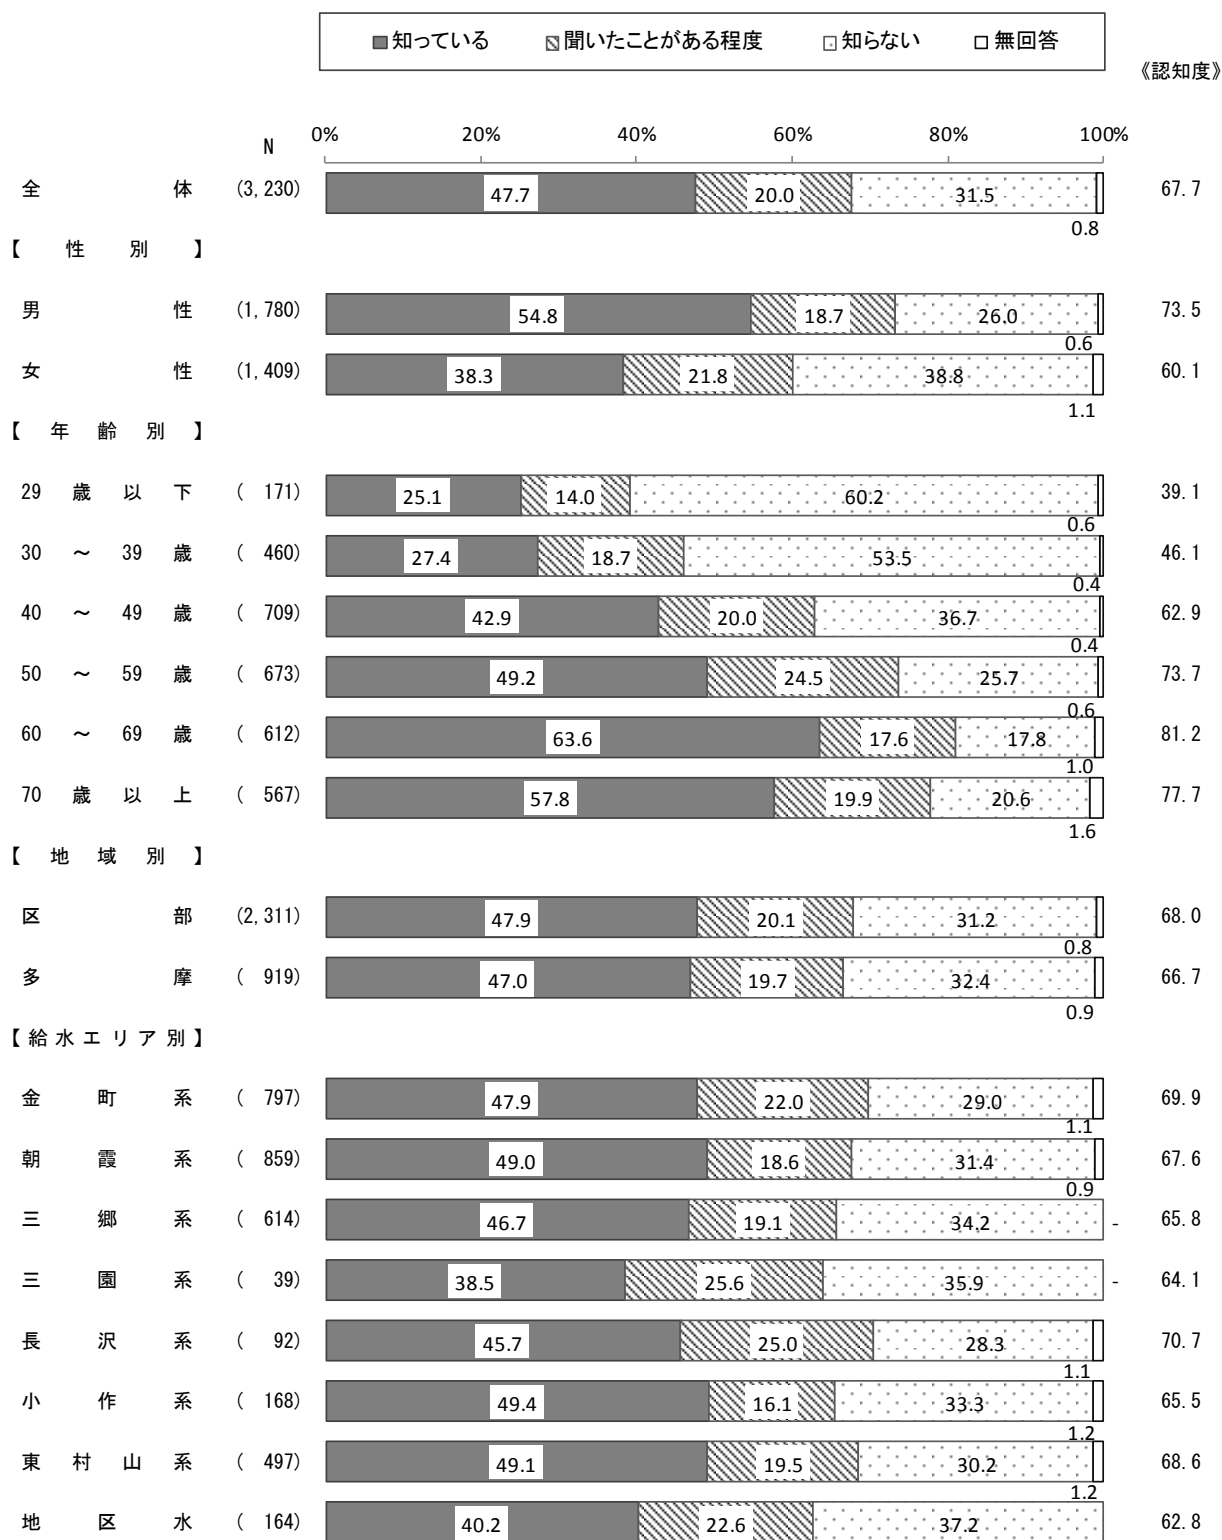 知っている 聞いたことがある程度 知らない 無回答
《認知度》
N 0% 20% 40% 60% 80% 100%
全体 (3,230) 47.7 20.0 31.5 0.8 67.7
【性別】
男性 (1,780) 54.8 18.7 26.0 0.6 73.5
女性 (1,409) 38.3 21.8 38.8 1.1 60.1
【年齢別】
29歳以下 (171) 25.1 14.0 60.2 0.6 39.1
30～39歳 (460) 27.4 18.7 53.5 0.4 46.1
40～49歳 (709) 42.9 20.0 36.7 0.4 62.9
50～59歳 (673) 49.2 24.5 25.7 0.6 73.7
60～69歳 (612) 63.6 17.6 17.8 1.0 81.2
70歳以上 (567) 57.8 19.9 20.6 1.6 77.7
【地域別】
区部 (2,311) 47.9 20.1 31.2 0.8 68.0
多摩 (919) 47.0 19.7 32.4 0.9 66.7
【給水エリア別】
金町系 (797) 47.9 22.0 29.0 1.1 69.9
朝霞系 (859) 49.0 18.6 31.4 0.9 67.6
三郷系 (614) 46.7 19.1 34.2 - 65.8
三園系 (39) 38.5 25.6 35.9 - 64.1
長沢系 (92) 45.7 25.0 28.3 1.1 70.7
小作系 (168) 49.4 16.1 33.3 1.2 65.5
東村山系 (497) 49.1 19.5 30.2 1.2 68.6
地区水 (164) 40.2 22.6 37.2 62.8